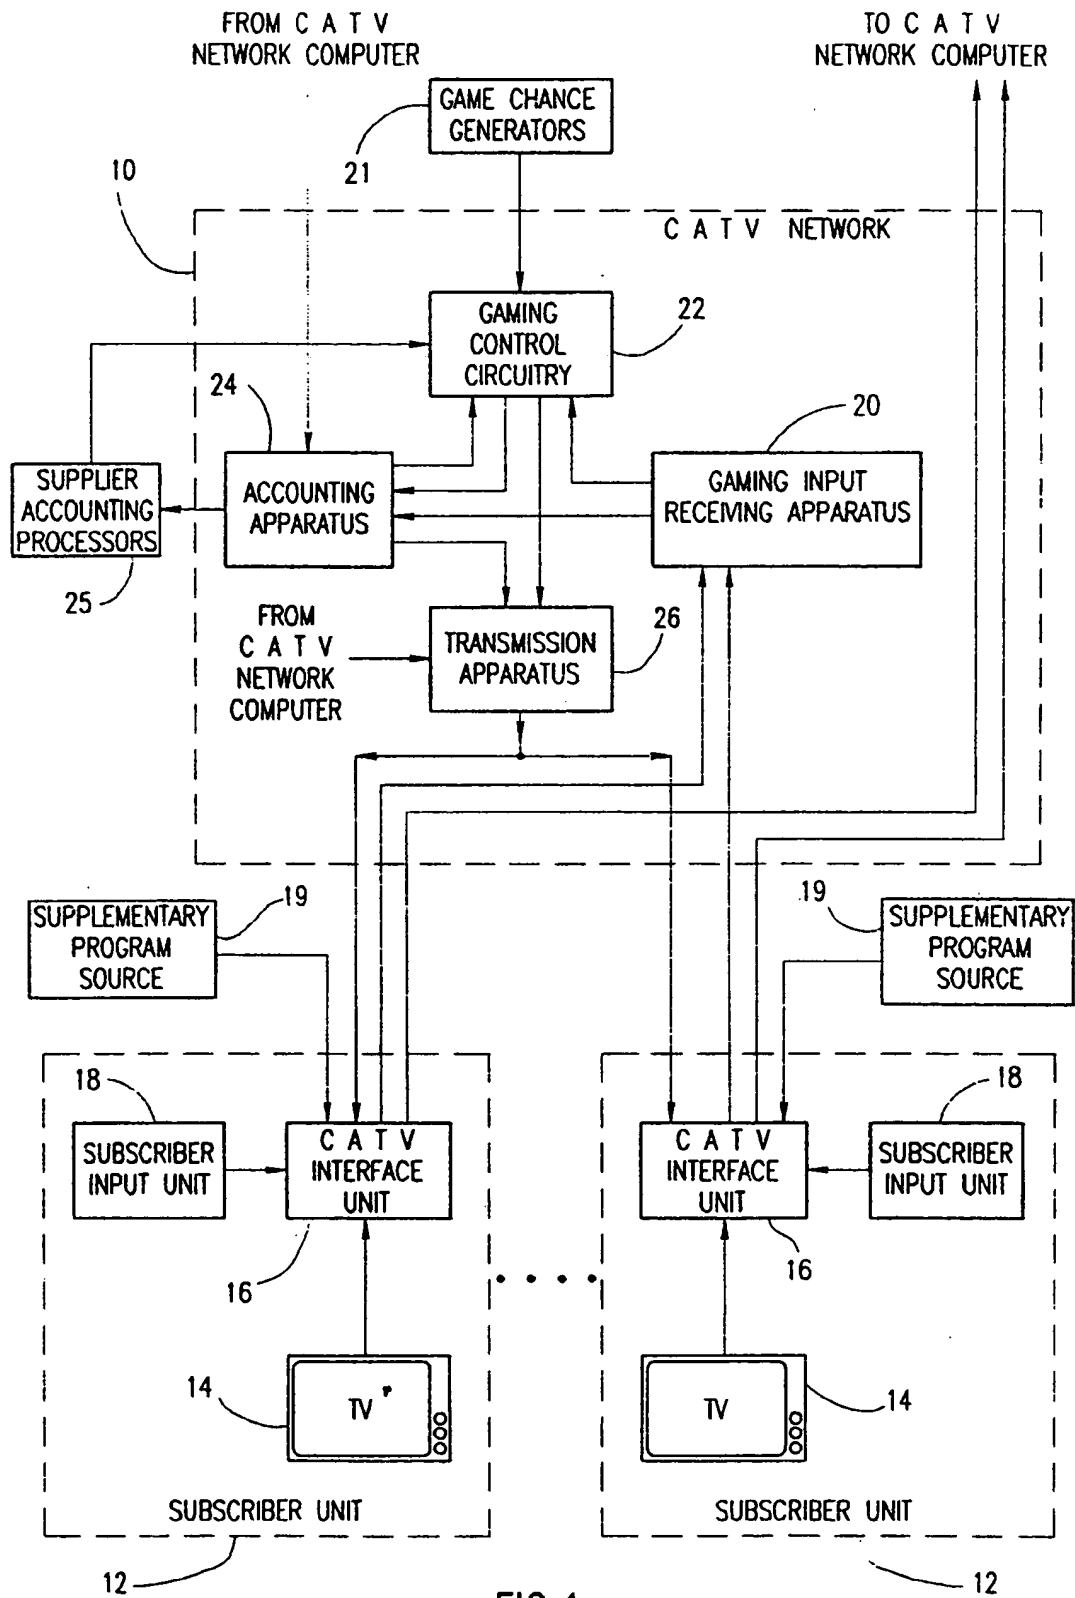 FROM C A T V
NETWORK COMPUTER
TO C A T V
NETWORK COMPUTER
GAME CHANCE
GENERATORS
21
10
C A T V NETWORK
GAMING
CONTROL
CIRCUITRY
22
24
20
SUPPLIER
ACCOUNTING
PROCESSORS
25
ACCOUNTING
APPARATUS
GAMING INPUT
RECEIVING APPARATUS
FROM
C A T V
NETWORK
COMPUTER
TRANSMISSION
APPARATUS
26
SUPPLEMENTARY
PROGRAM
SOURCE
19
19
SUPPLEMENTARY
PROGRAM
SOURCE
18
SUBSCRIBER
INPUT UNIT
C A T V
INTERFACE
UNIT
16
C A T V
INTERFACE
UNIT
16
18
SUBSCRIBER
INPUT UNIT
14
TV
TV
14
SUBSCRIBER UNIT
SUBSCRIBER UNIT
12
12